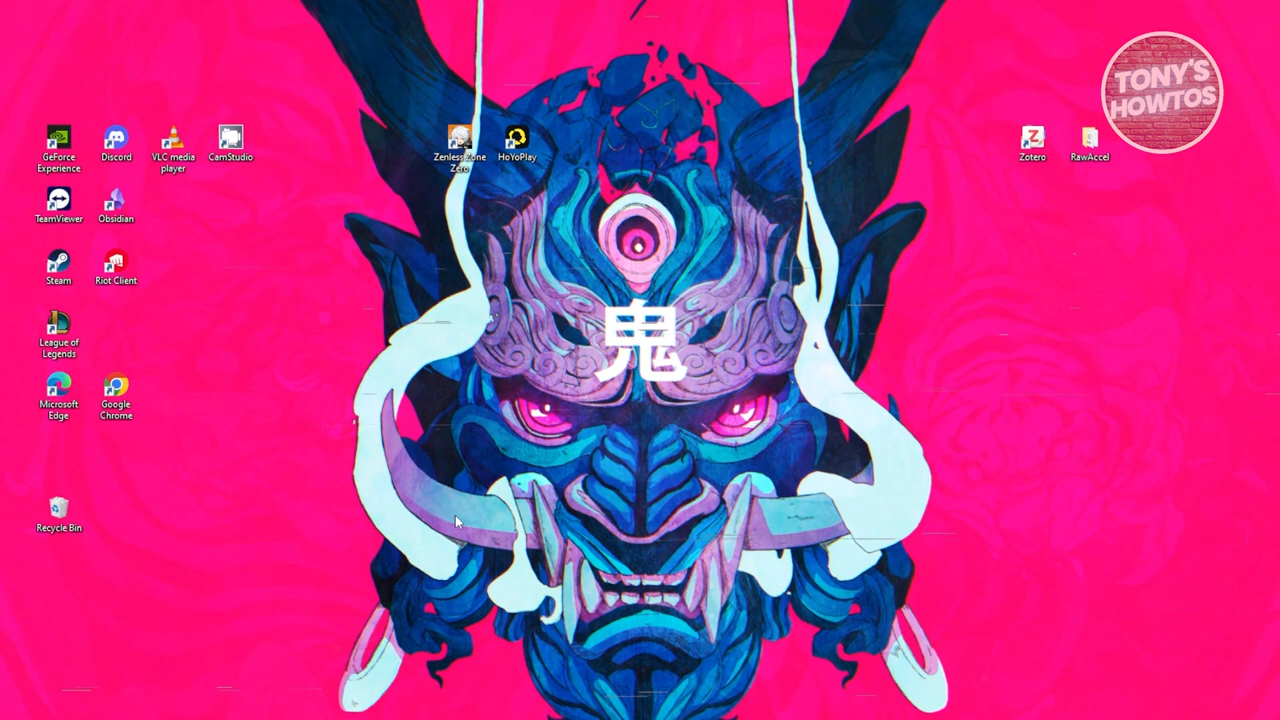 TONY'S
HOWTOS
GeForce
Experience
Discord
VLC media
player
CamStudio
Zenless Zone
Zero
HoYoPlay
Zotero
RawAccel
TeamViewer
Obsidian
Steam
Riot Client
鬼
League of
Legends
Microsoft
Edge
Google
Chrome
Recycle Bin